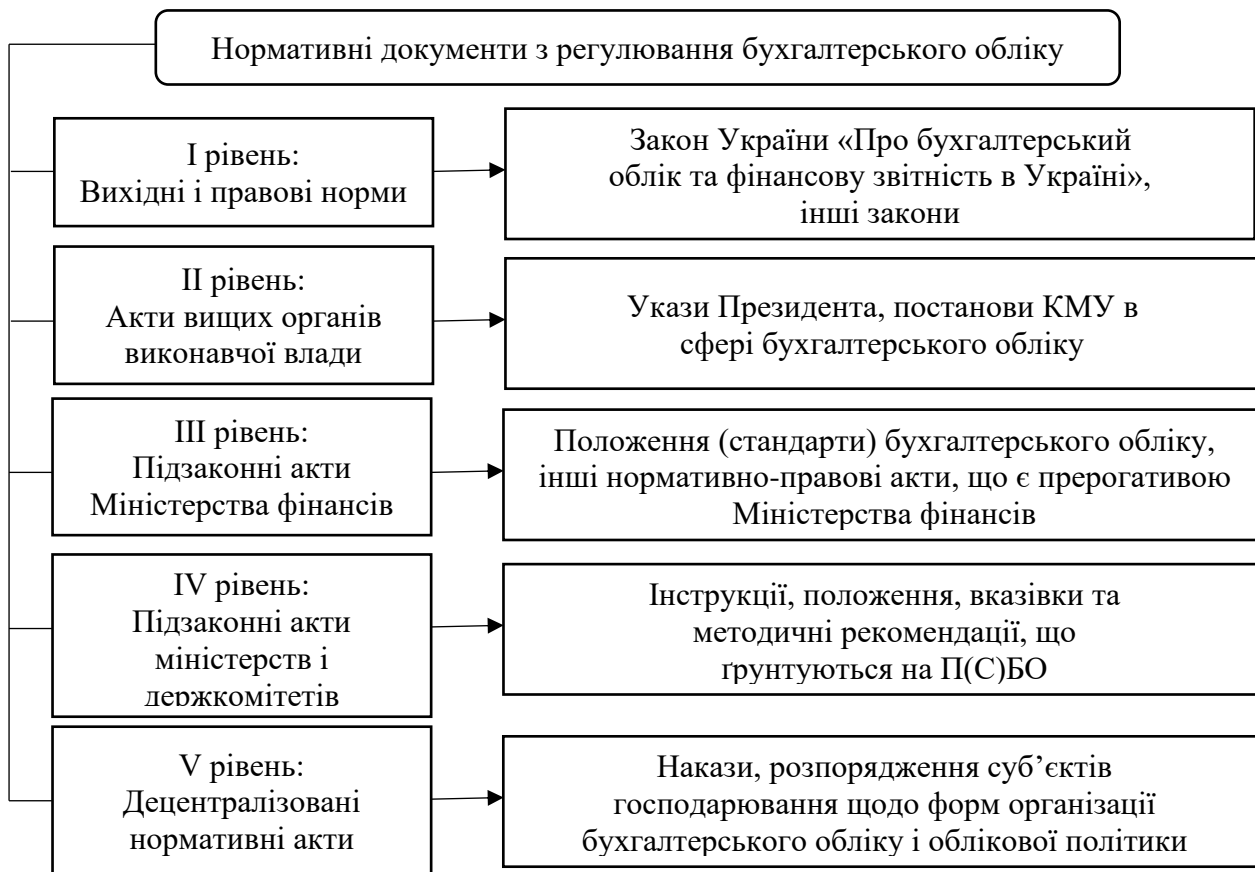 Нормативні документи з регулювання бухгалтерського обліку
І рівень:
Вихідні і правові норми
Закон України «Про бухгалтерський
облік та фінансову звітність в Україні»,
інші закони
ІІ рівень:
Акти вищих органів
виконавчої влади
Укази Президента, постанови КМУ в
сфері бухгалтерського обліку
ІІІ рівень:
Підзаконні акти
Міністерства фінансів
Положення (стандарти) бухгалтерського обліку,
інші нормативно-правові акти, що є прерогативою
Міністерства фінансів
IV рівень:
Підзаконні акти
міністерств і
держкомітетів
Інструкції, положення, вказівки та
методичні рекомендації, що
ґрунтуються на П(С)БО
V рівень:
Децентралізовані
нормативні акти
Накази, розпорядження суб’єктів
господарювання щодо форм організації
бухгалтерського обліку і облікової політики